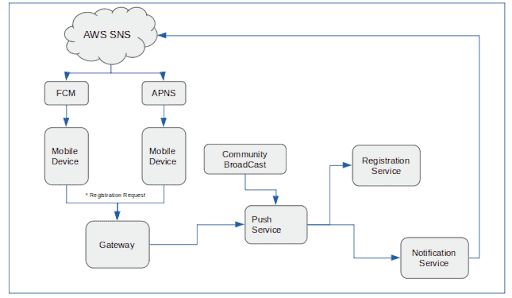 AWS SNS
FCM
APNS
Mobile
Device
Mobile
Device
Community
BroadCast
Registration
Service
* Registration Request
Push
Service
Gateway
Notification
Service